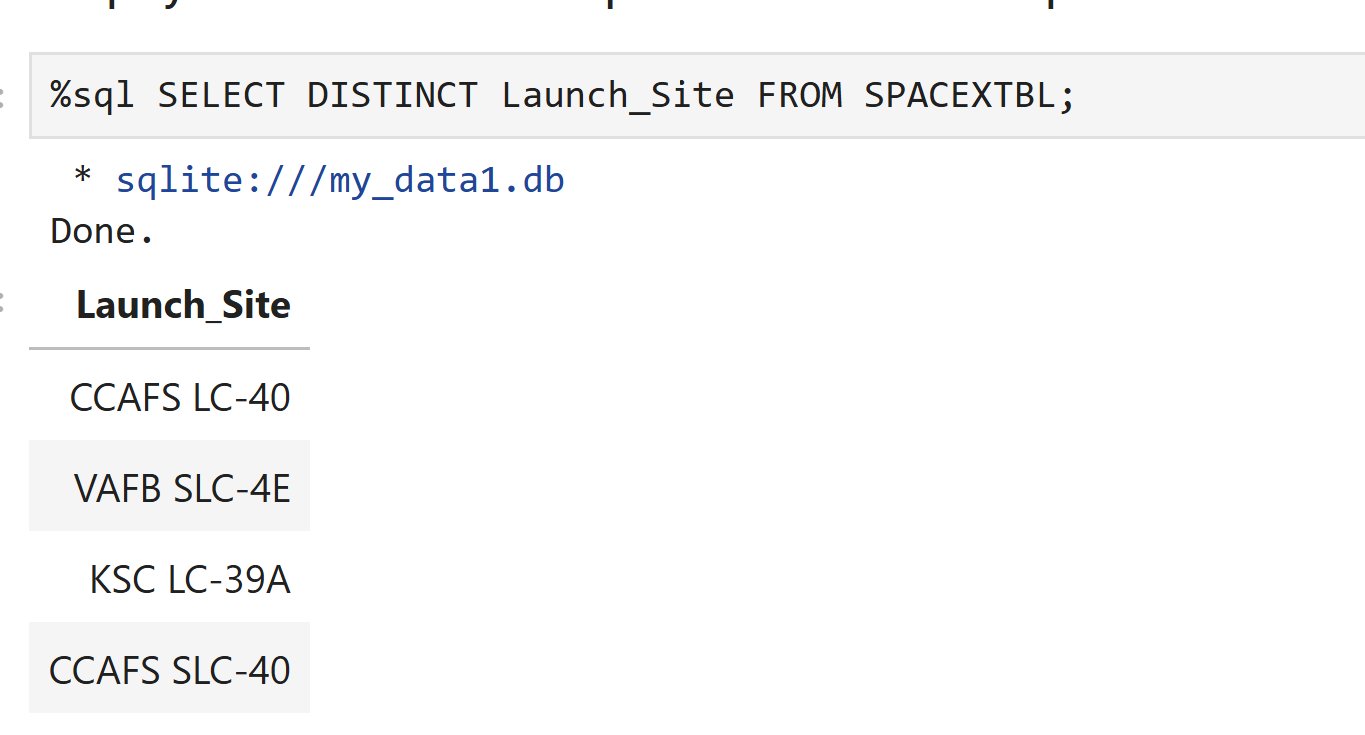 %sql SELECT DISTINCT Launch_Site FROM SPACEXTBL;
* sqlite:///my_data1.db
Done.
Launch_Site
CCAFS LC-40
VAFB SLC-4E
KSC LC-39A
CCAFS SLC-40